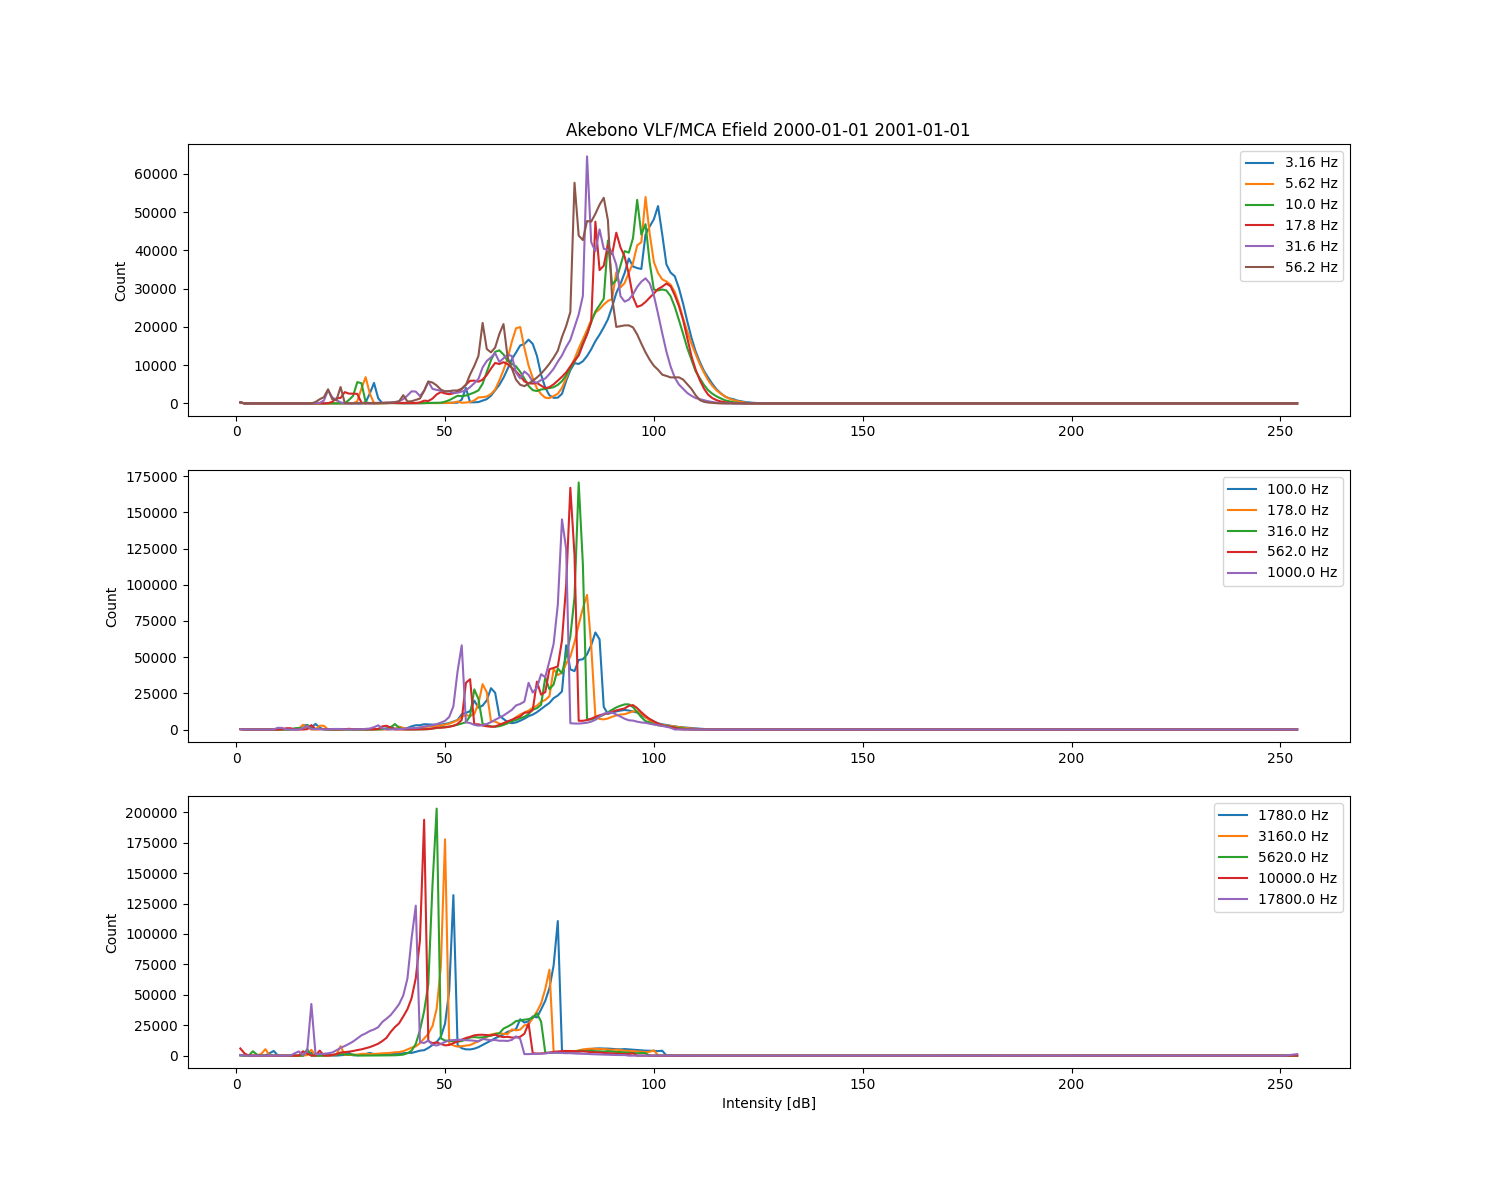 Akebono VLF/MCA Efield 2000-01-01 2001-01-01
60000
50000
40000
30000
20000
10000
0
Count
0 50 100 150 200 250
3.16 Hz
5.62 Hz
10.0 Hz
17.8 Hz
31.6 Hz
56.2 Hz
175000
150000
125000
100000
75000
50000
25000
0
Count
0 50 100 150 200 250
100.0 Hz
178.0 Hz
316.0 Hz
562.0 Hz
1000.0 Hz
200000
175000
150000
125000
100000
75000
50000
25000
0
Count
0 50 100 150 200 250
1780.0 Hz
3160.0 Hz
5620.0 Hz
10000.0 Hz
17800.0 Hz
Intensity [dB]